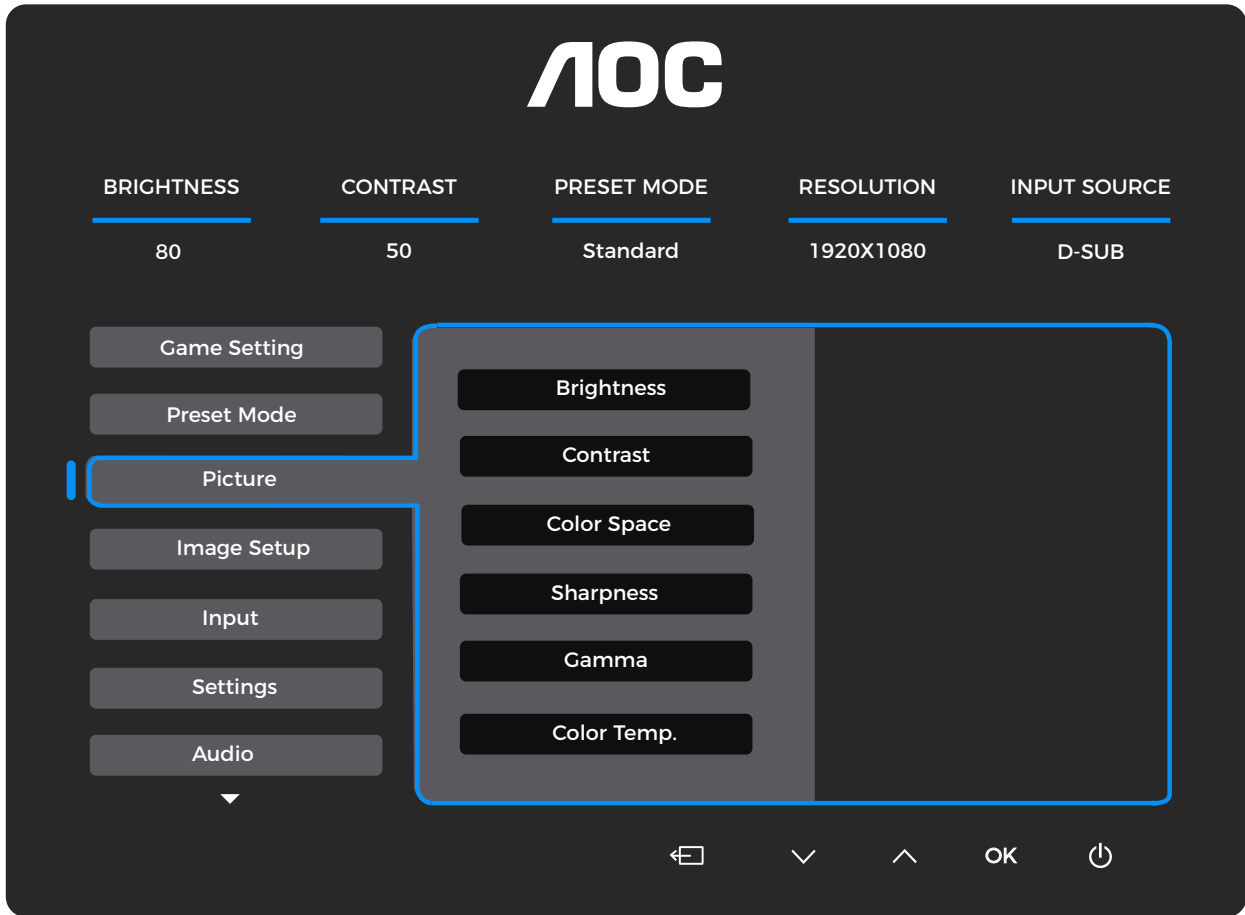 AOC
BRIGHTNESS CONTRAST PRESET MODE RESOLUTION INPUT SOURCE
80 50 Standard 1920X1080 D-SUB
Game Setting
Preset Mode
Picture
Image Setup
Input
Settings
Audio
Brightness
Contrast
Color Space
Sharpness
Gamma
Color Temp.
OK